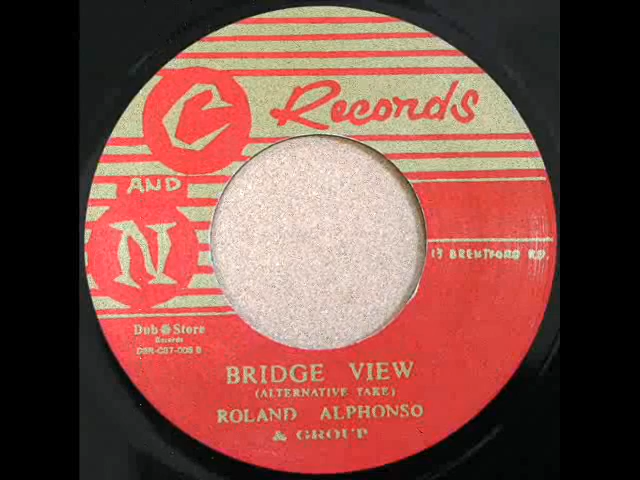 C Records
AND
N
13 BRENTFORD RD.
Dub Store
Records
DSR-CS7-006 B
BRIDGE VIEW
(ALTERNATIVE TAKE)
ROLAND ALPHONSO
& GROUP